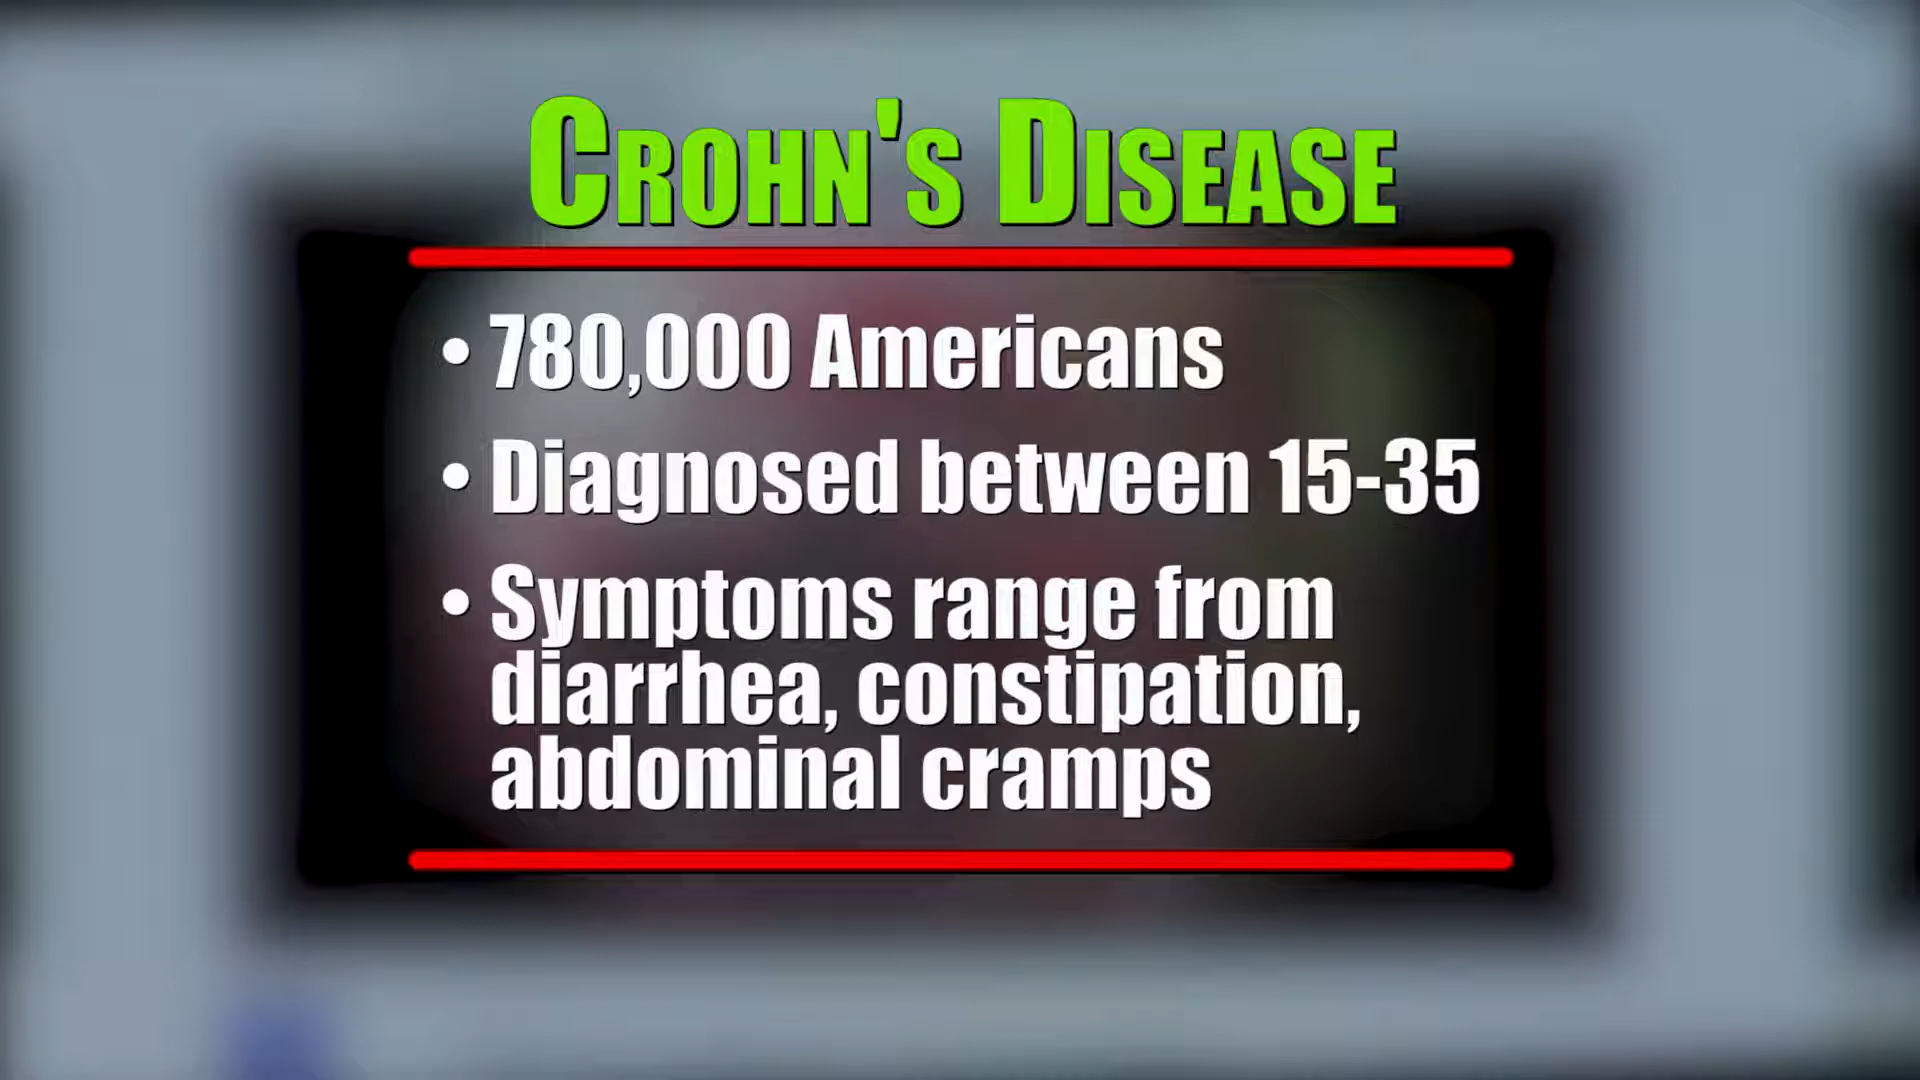 CROHN'S DISEASE
• 780,000 Americans
• Diagnosed between 15-35
• Symptoms range from
diarrhea, constipation,
abdominal cramps